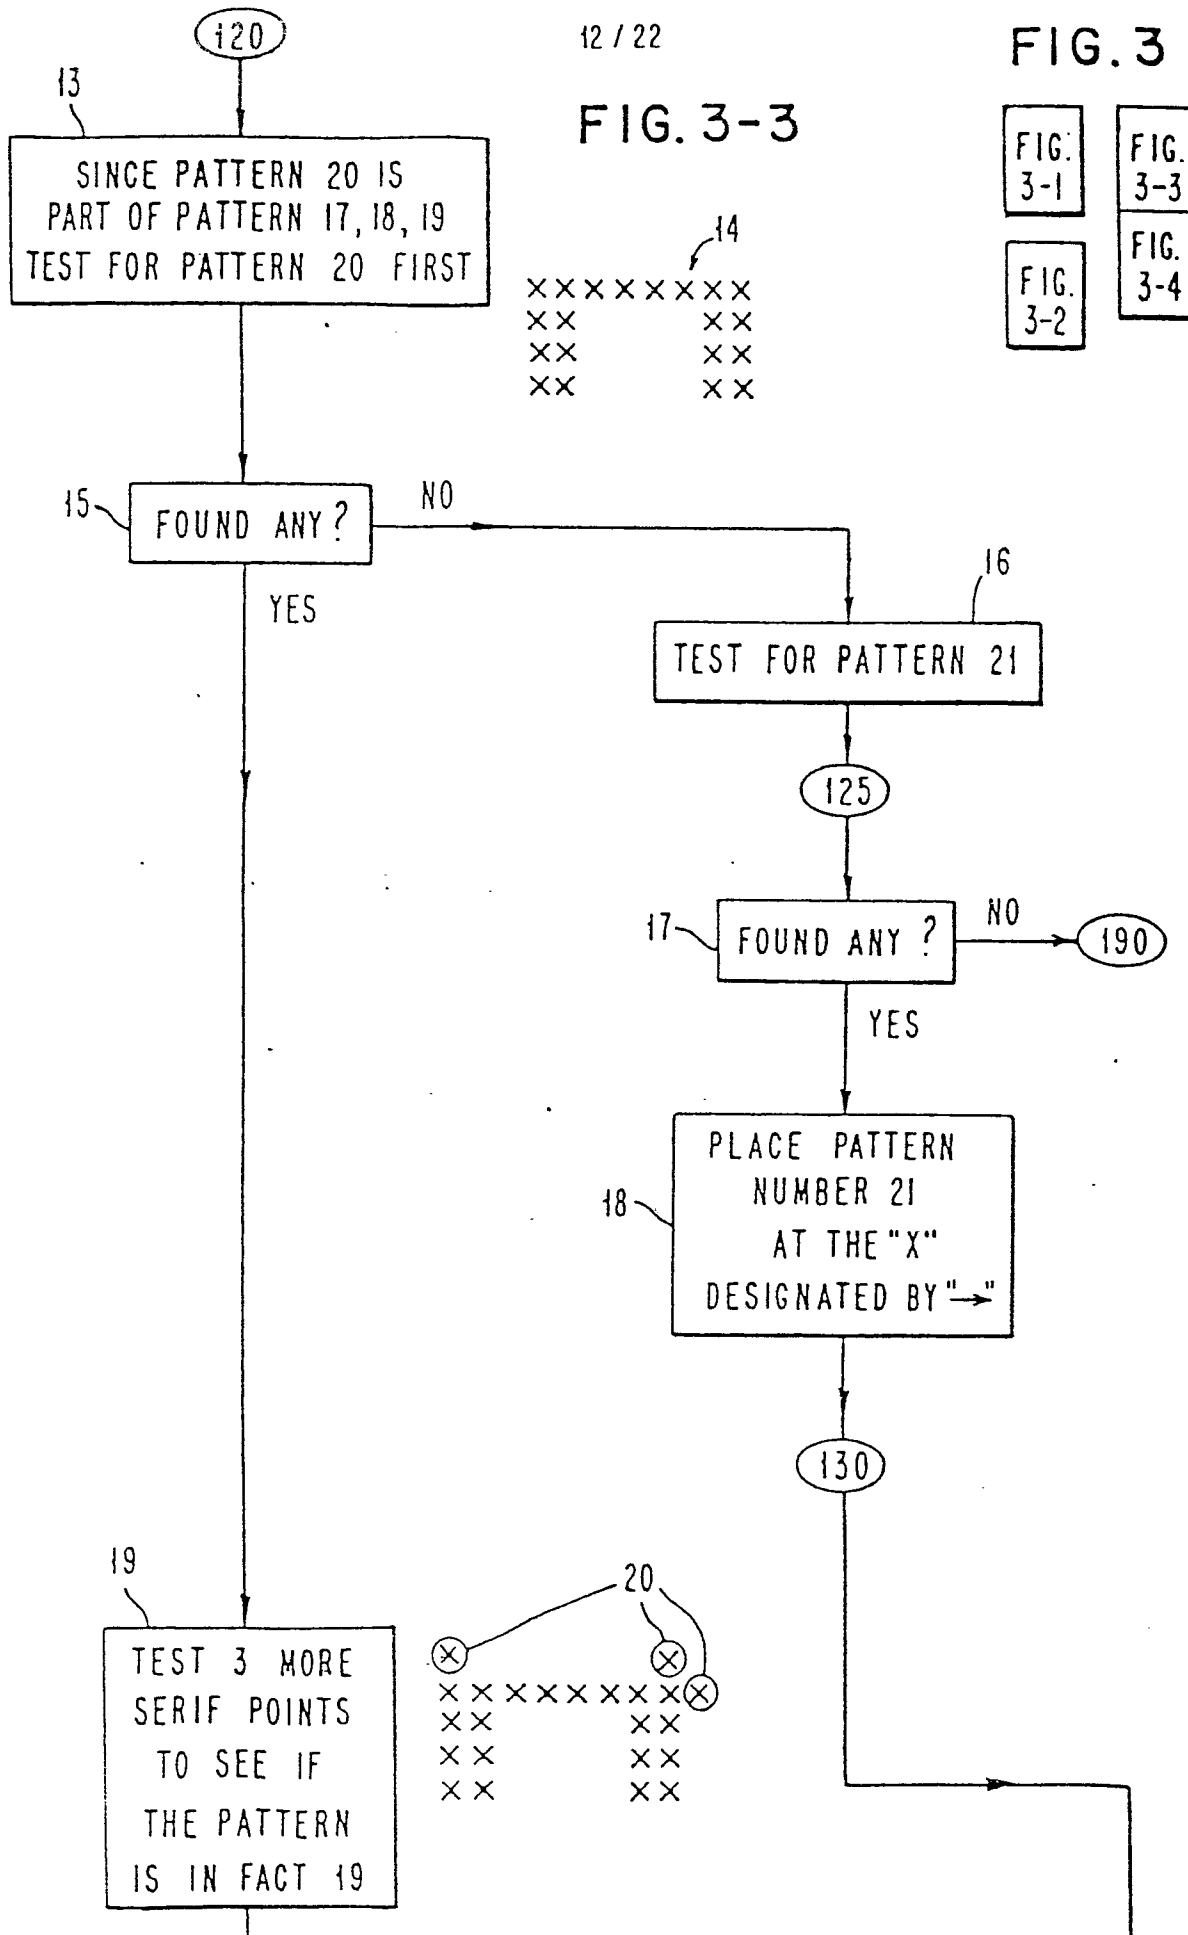 120
12 / 22
FIG. 3
FIG. 3-3
FIG.
3-1
FIG.
3-3
FIG.
3-2
FIG.
3-4
13
SINCE PATTERN 20 IS
PART OF PATTERN 17, 18, 19
TEST FOR PATTERN 20 FIRST
14
X X X X X X X X
X X X X
X X X X
X X X X
15
FOUND ANY ?
NO
YES
16
TEST FOR PATTERN 21
125
17
FOUND ANY ?
NO
190
YES
18
PLACE PATTERN
NUMBER 21
AT THE "X"
DESIGNATED BY "→"
130
19
TEST 3 MORE
SERIF POINTS
TO SEE IF
THE PATTERN
IS IN FACT 19
20
X X
X X X X X X X X X
X X X X
X X X X
X X X X